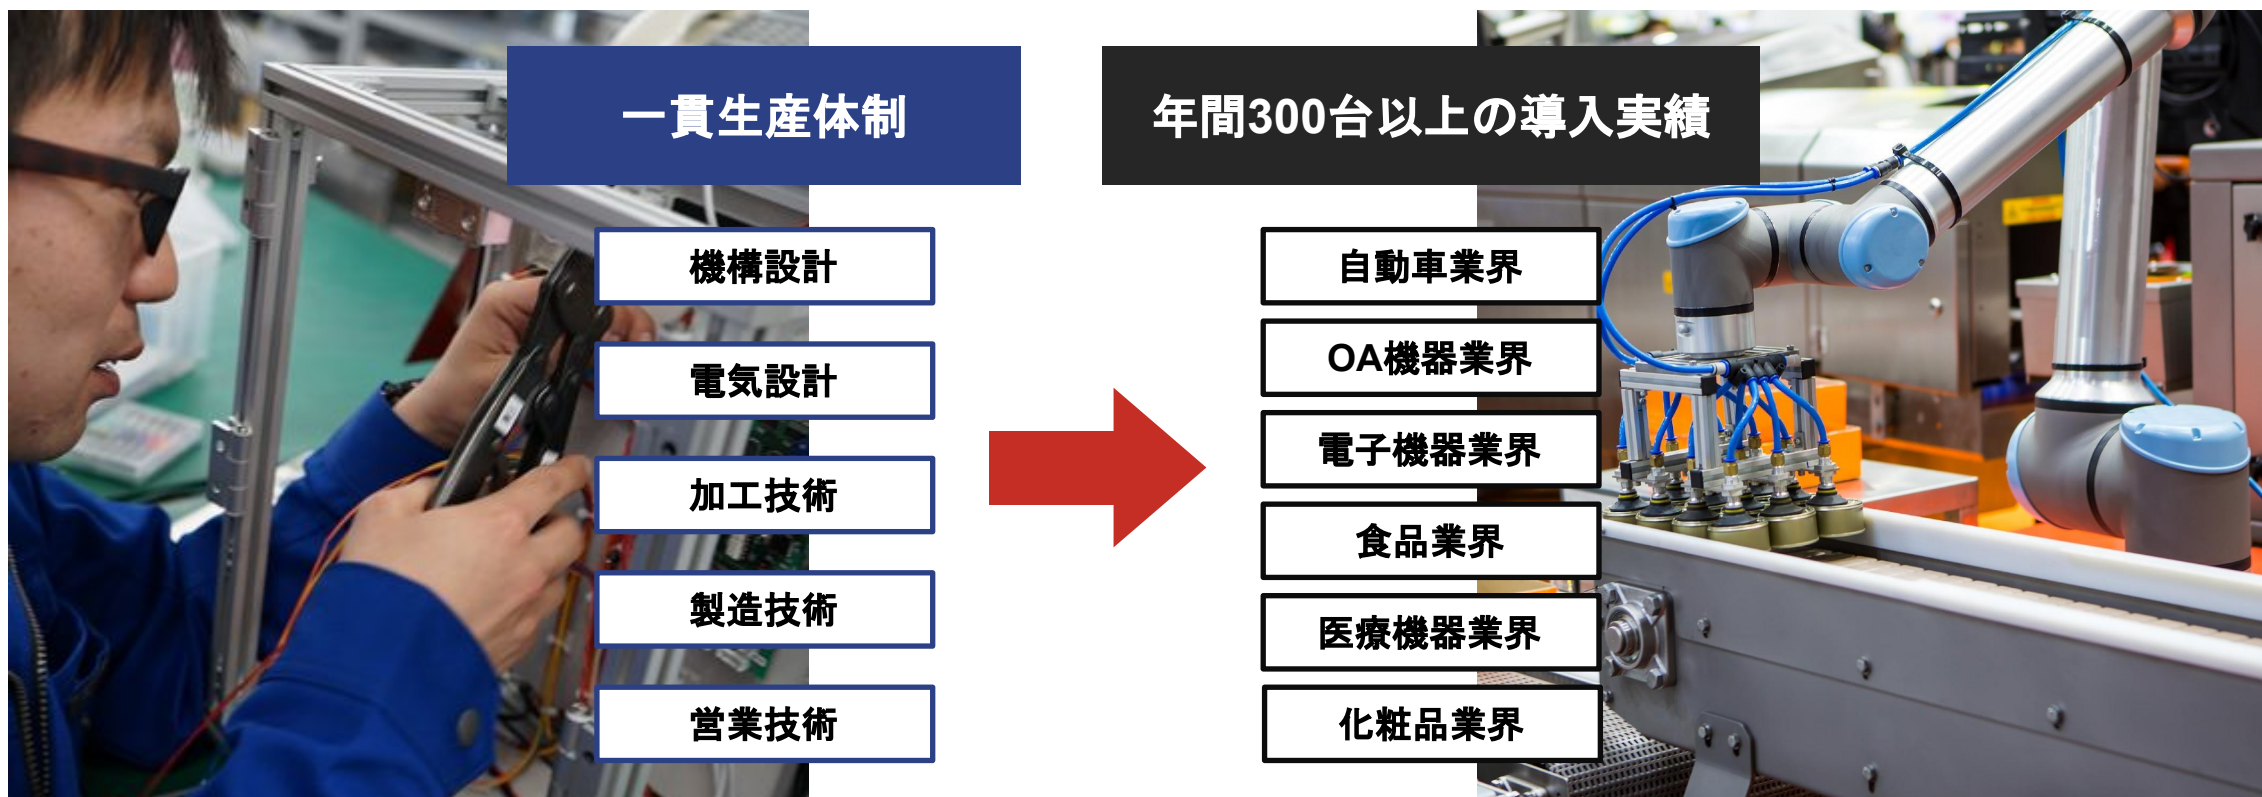 一貫生産体制
機構設計
電気設計
加工技術
製造技術
営業技術
年間300台以上の導入実績
自動車業界
OA機器業界
電子機器業界
食品業界
医療機器業界
化粧品業界